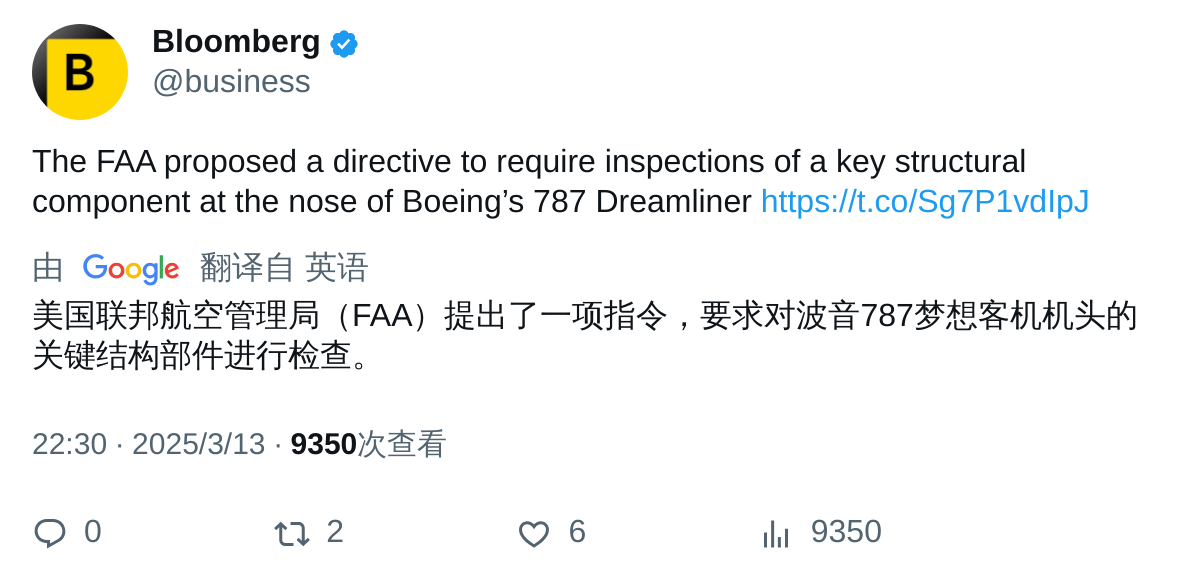 B
Bloomberg
@business
The FAA proposed a directive to require inspections of a key structural
component at the nose of Boeing’s 787 Dreamliner https://t.co/Sg7P1vdIpJ
由 Google 翻译自 英语
美国联邦航空管理局（FAA）提出了一项指令，要求对波音787梦想客机机头的
关键结构部件进行检查。
22:30 · 2025/3/13 · 9350次查看
0 2 6 9350